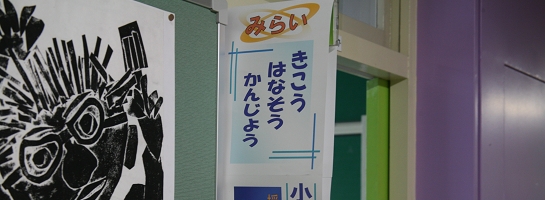 みらい
きこう
はなそう
かんじよう
小